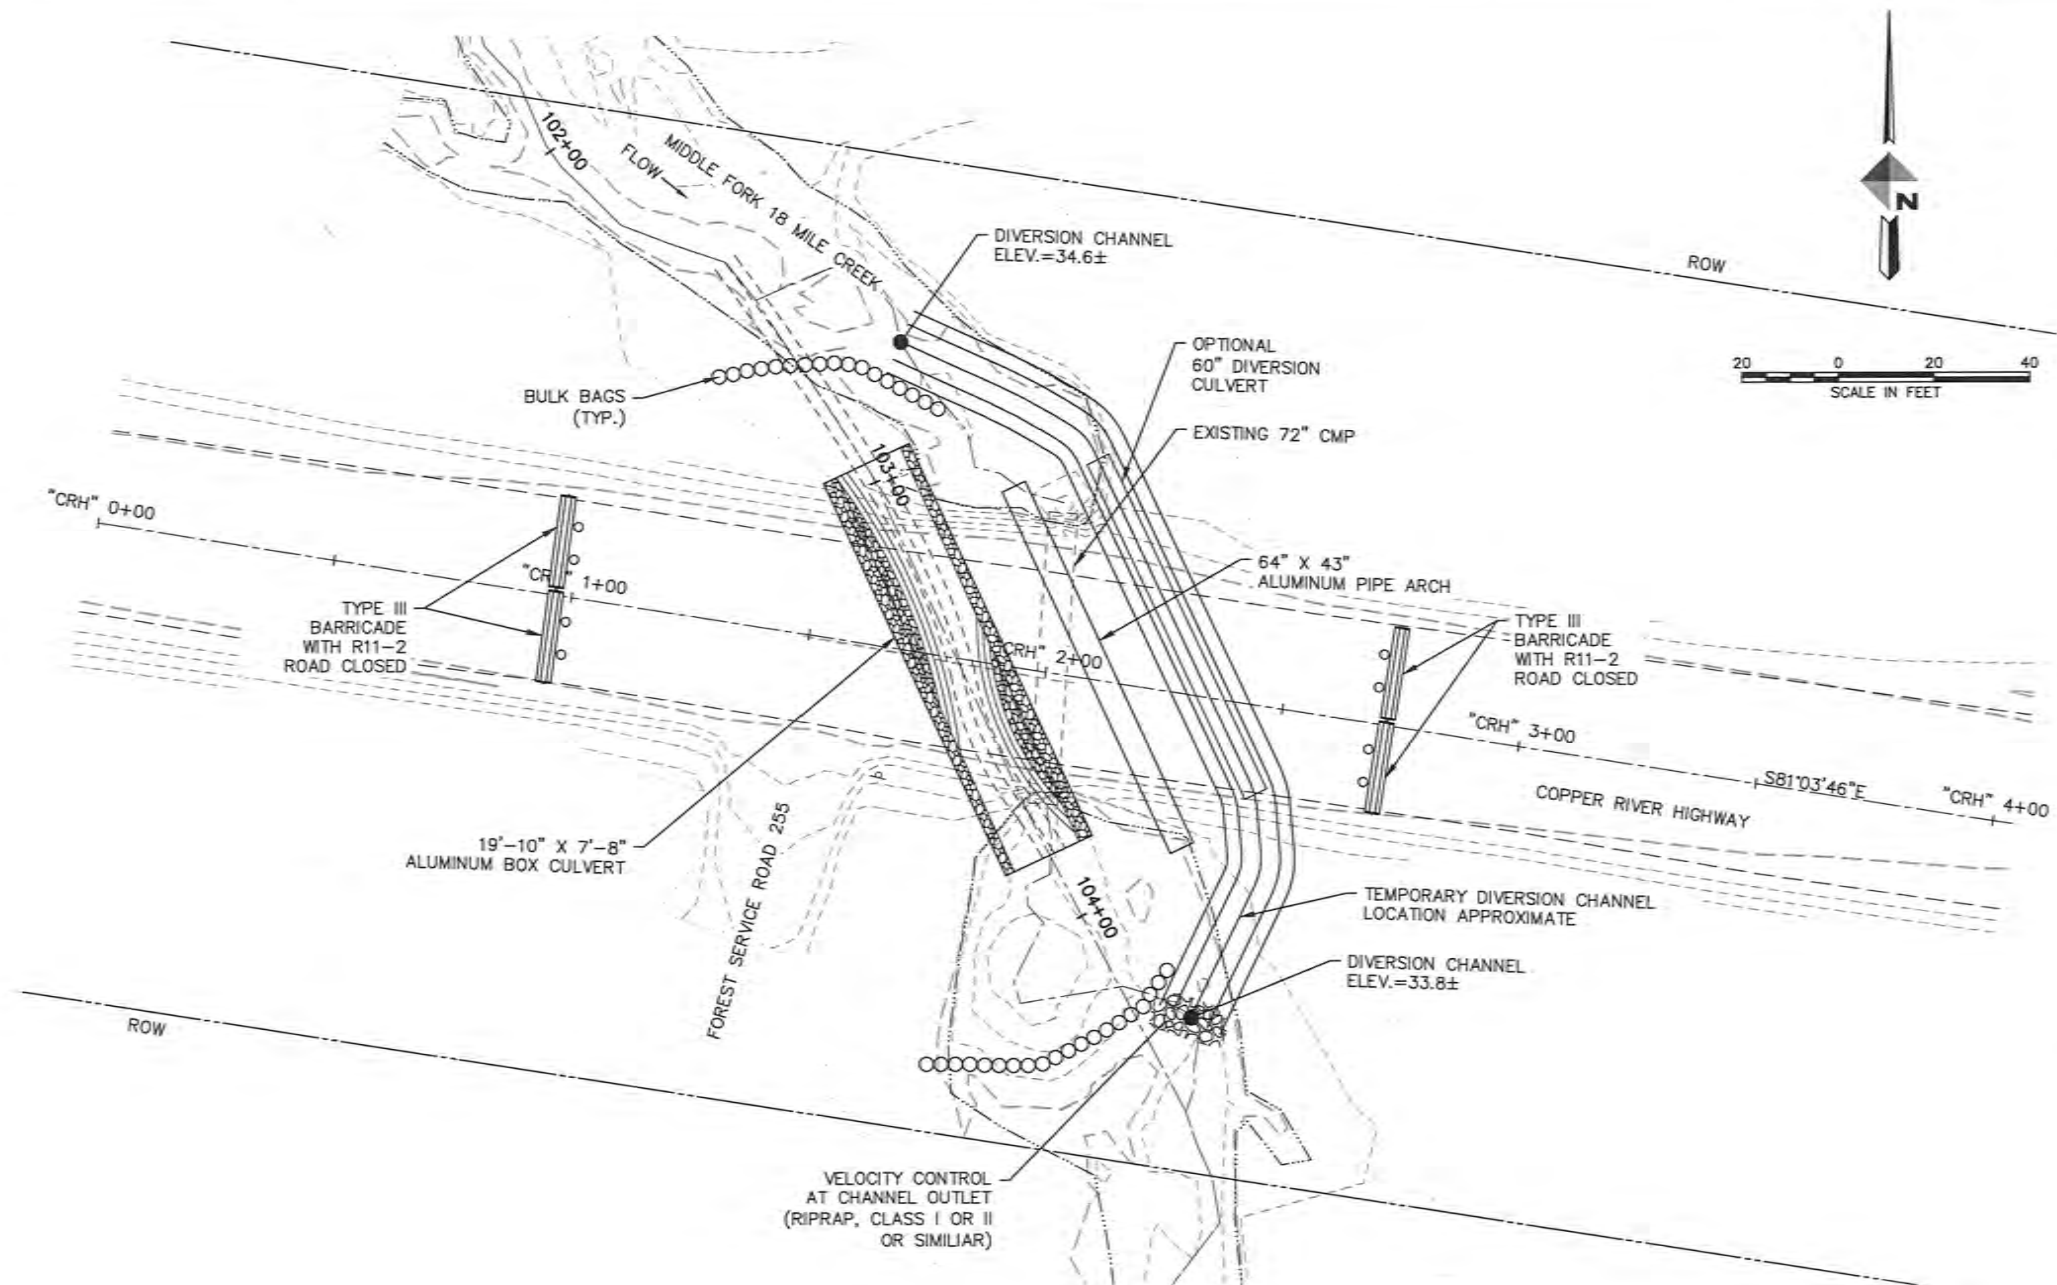 102+00
MIDDLE FORK 18 MILE CREEK
FLOW
N
DIVERSION CHANNEL
ELEV.=34.6±
ROW
OPTIONAL
60" DIVERSION
CULVERT
20 0 20 40
SCALE IN FEET
BULK BAGS
(TYP.)
EXISTING 72" CMP
103+00
"CRH" 0+00
"CR " 1+00
64" X 43"
ALUMINUM PIPE ARCH
TYPE III
BARRICADE
WITH R11-2
ROAD CLOSED
CRH" 2+00
TYPE III
BARRICADE
WITH R11-2
ROAD CLOSED
"CRH" 3+00
S81°03'46"E
"CRH" 4+00
COPPER RIVER HIGHWAY
19'-10" X 7'-8"
ALUMINUM BOX CULVERT
FOREST SERVICE ROAD 255
P
104+00
TEMPORARY DIVERSION CHANNEL
LOCATION APPROXIMATE
DIVERSION CHANNEL
ELEV.=33.8±
ROW
VELOCITY CONTROL
AT CHANNEL OUTLET
(RIPRAP, CLASS I OR II
OR SIMILIAR)